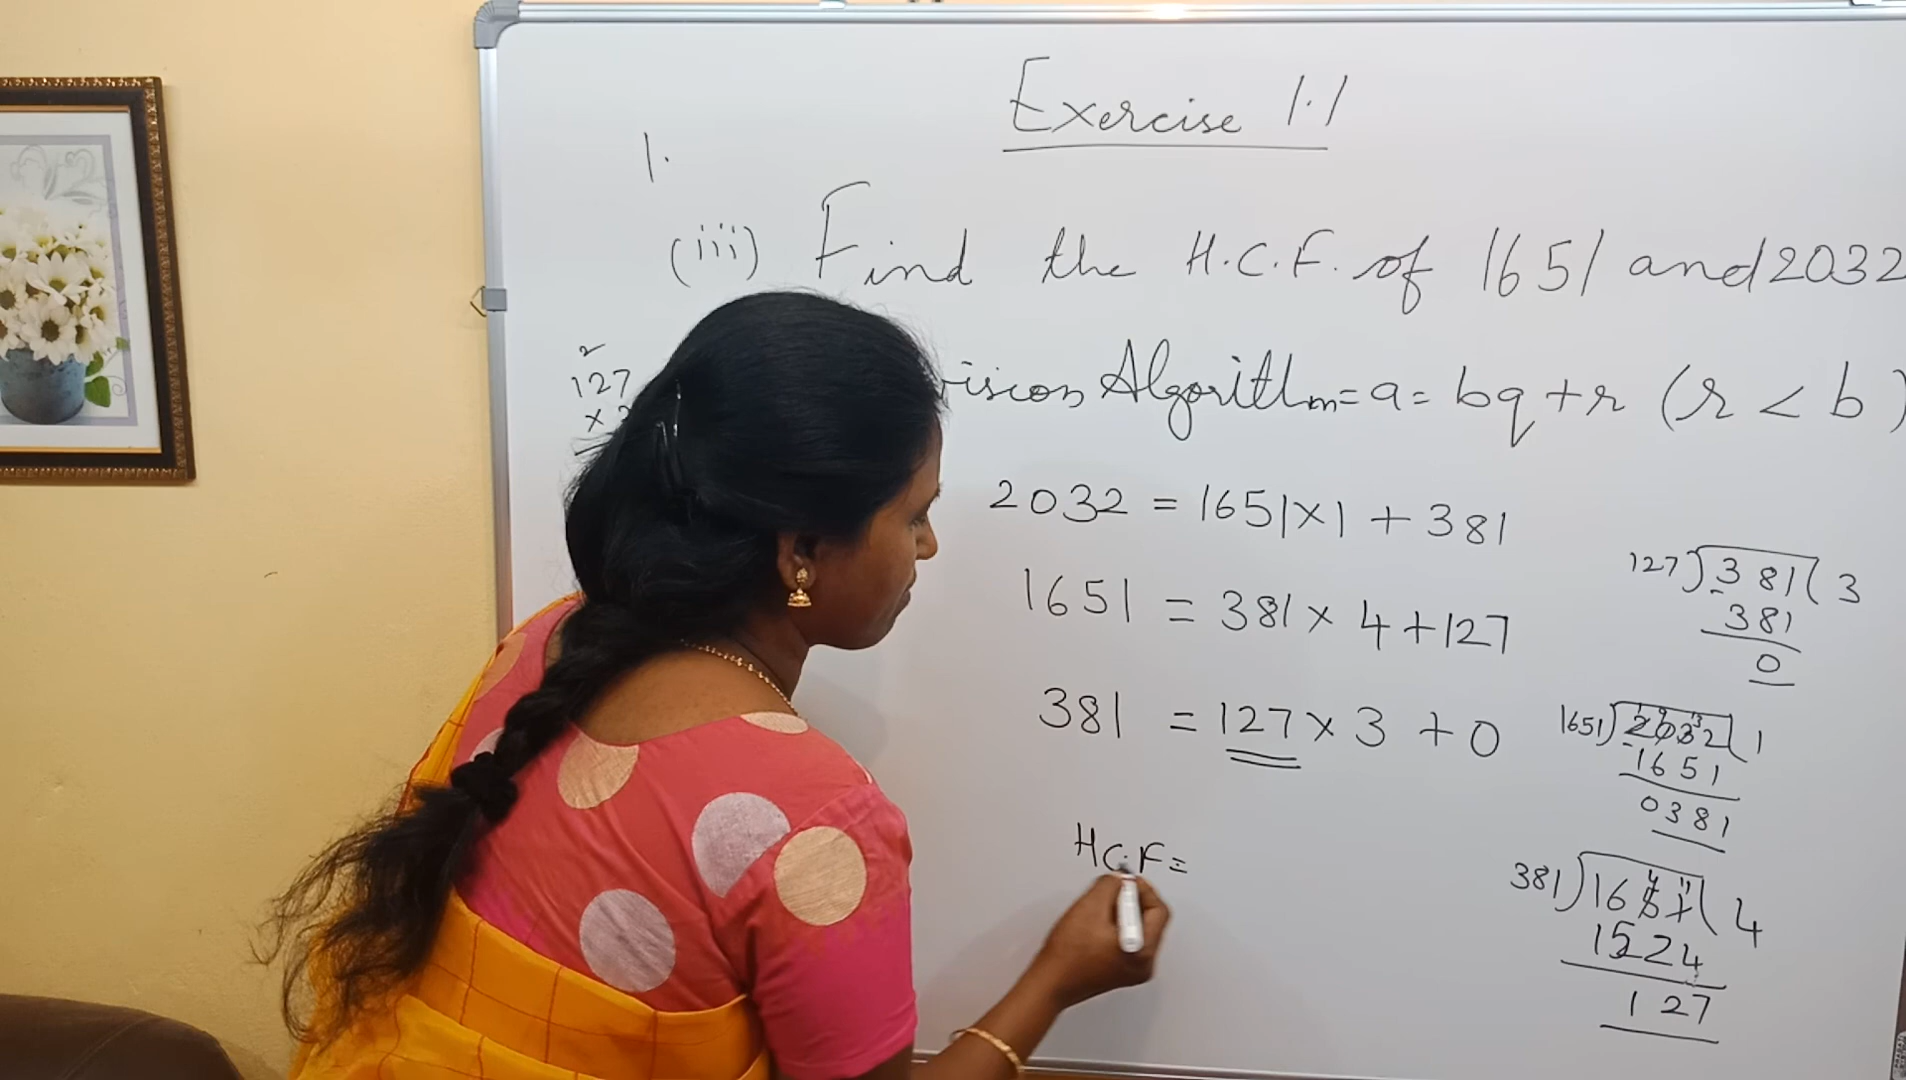 Exercise 1.1
1.
(iii) Find the H.C.F. of 1651 and 2032
2
127
×
Algorithm = a = bq + r (r < b)
2032 = 1651 × 1 + 381
1651 = 381 × 4 + 127
381 = 127 × 3 + 0
H.C.F =
127) 381 ( 3
- 381
0
1651) 2032 ( 1
- 1651
0381
381) 1651 ( 4
1524
127